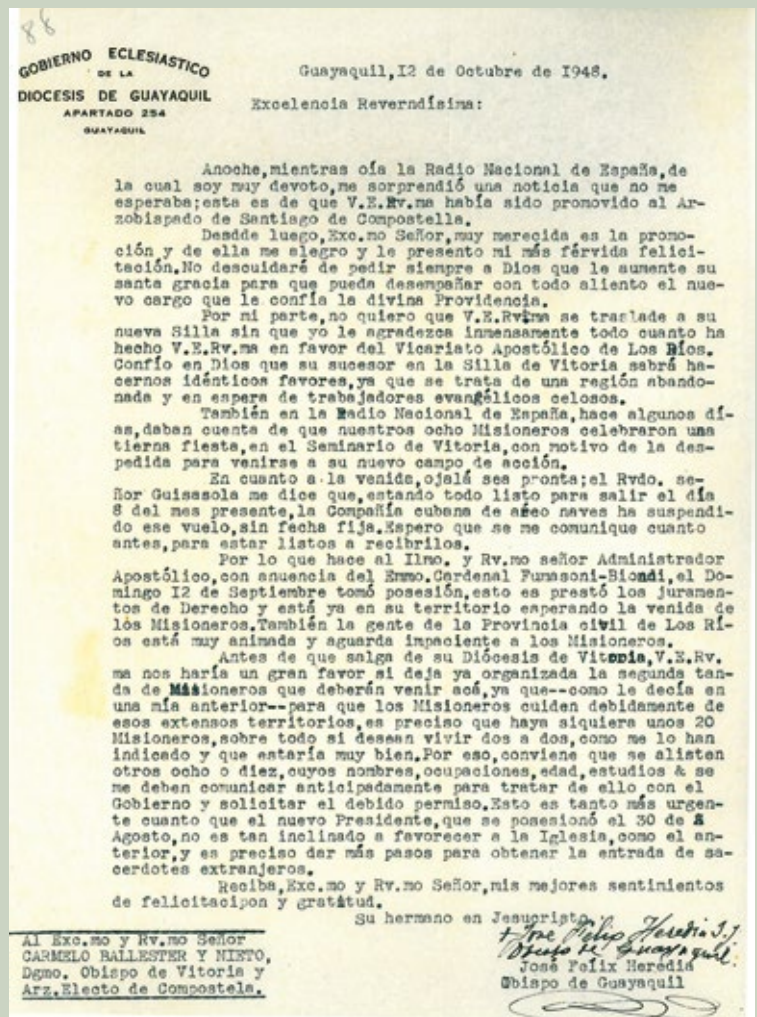 88
GOBIERNO ECLESIASTICO
DE LA
DIOCESIS DE GUAYAQUIL
APARTADO 254
GUAYAQUIL
Guayaquil,I2 de Octubre de I948.
Excelencia Reverndísima:
Anoche,mientras oía la Radio Nacional de España,de
la cual soy muy devoto,me sorprendió una noticia que no me
esperaba;esta es de que V.E.Rv.ma había sido promovido al Ar-
zobispado de Santiago de Compostella.
Desdde luego,Exc.mo Señor,muy merecida es la promo-
ción y de ella me alegro y le presento mi más férvida felici-
tación.No descuidaré de pedir siempre a Dios que le aumente su
santa gracia para que pueda desempañar con todo aliento el nue-
vo cargo que le confía la divina Providencia.
Por mi parte,no quiero que V.E.Rvima se traslade a su
nueva Silla sin que yo le agradezca inmensamente todo cuanto ha
hecho V.E.Rv.ma en favor del Vicariato Apostólico de Los Ríos.
Confío en Dios que su sucesor en la Silla de Vitoria sabrá ha-
cernos idénticos favores,ya que se trata de una región abando-
nada y en espera de trabajadores evangélicos celosos.
También en la Radio Nacional de España,hace algunos dí-
as,daban cuenta de que nuestros ocho Misioneros celebraron una
tierna fiesta,en el Seminario de Vitoria,con motivo de la des-
pedida para venirse a su nuevo campo de acción.
En cuanto a la venida,ojalá sea pronta;el Rvdo. se-
ñor Guisasola me dice que,estando todo listo para salir el día
8 del mes presente,la Compañía cubana de aéeo naves ha suspendi-
do ese vuelo,sin fecha fija.Espero que se me comunique cuanto
antes,para estar listos a recibrilos.
Por lo que hace al Ilmo. y Rv.mo señor Administrador
Apostólico,con anuencia del Emmo.Cardenal Fumasoni-Biondi,el Do-
mingo I2 de Septiembre tomó posesión,esto es prestó los juramen-
tos de Derecho y está ya en su territorio esperando la venida de
los Misioneros.También la gente de la Provincia civil de Los Rí-
os está muy animada y aguarda impaciente a los Misioneros.
Antes de que salga de su Diócesis de Vitoria,V.E.Rv.
ma nos haría un gran favor si deja ya organizada la segunda tan-
da de Misioneros que deberán venir acá,ya que--como le decía en
una mía anterior--para que los Misioneros cuiden debidamente de
esos extensos territorios,es preciso que haya siquiera unos 20
Misioneros,sobre todo si desean vivir dos a dos,como me lo han
indicado y que estaría muy bien.Por eso,conviene que se alisten
otros ocho o diez,cuyos nombres,ocupaciones,edad,estudios & se
me deben comunicar anticipadamente para tratar de ello con el
Gobierno y solicitar el debido permiso.Esto es tanto más urgen-
te cuanto que el nuevo Presidente,que se posesionó el 30 de
Agosto,no es tan inclinado a favorecer a la Iglesia,como el an-
terior,y es preciso dar más pasos para obtener la entrada de sa-
cerdotes extranjeros.
Reciba,Exc.mo y Rv.mo Señor,mis mejores sentimientos
de felicitacipon y gratitud.
Su hermano en Jesucristo
+ José Felix Heredia S.J
Obispo de Guayaquil.
José Felix Heredia
Obispo de Guayaquil
Al Exc.mo y Rv.mo Señor
CARMELO BALLESTER Y NIETO,
Dgmo. Obispo de Vitoria y
Arz.Electo de Compostela.